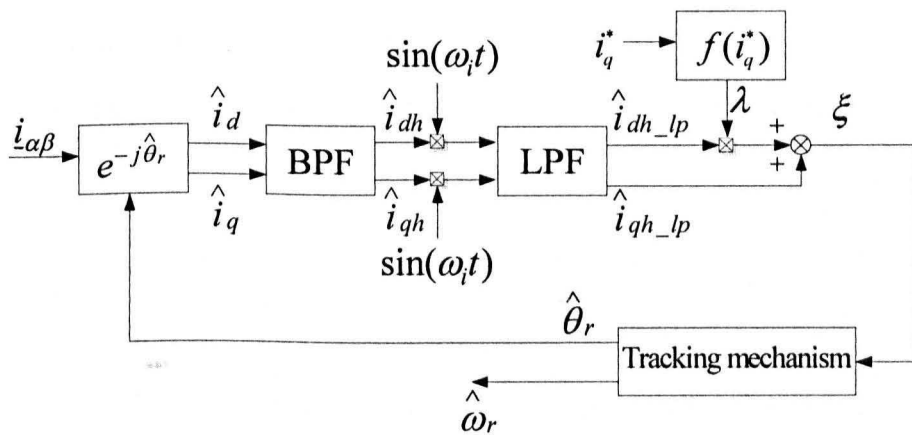 sin(ω_i t)
i_q^*
f(i_q^*)
λ
ξ
i_αβ
e^{-jθ̂_r}
î_d
î_q
BPF
î_dh
î_qh
LPF
î_dh_lp
î_qh_lp
+
+
sin(ω_i t)
θ̂_r
Tracking mechanism
ω̂_r